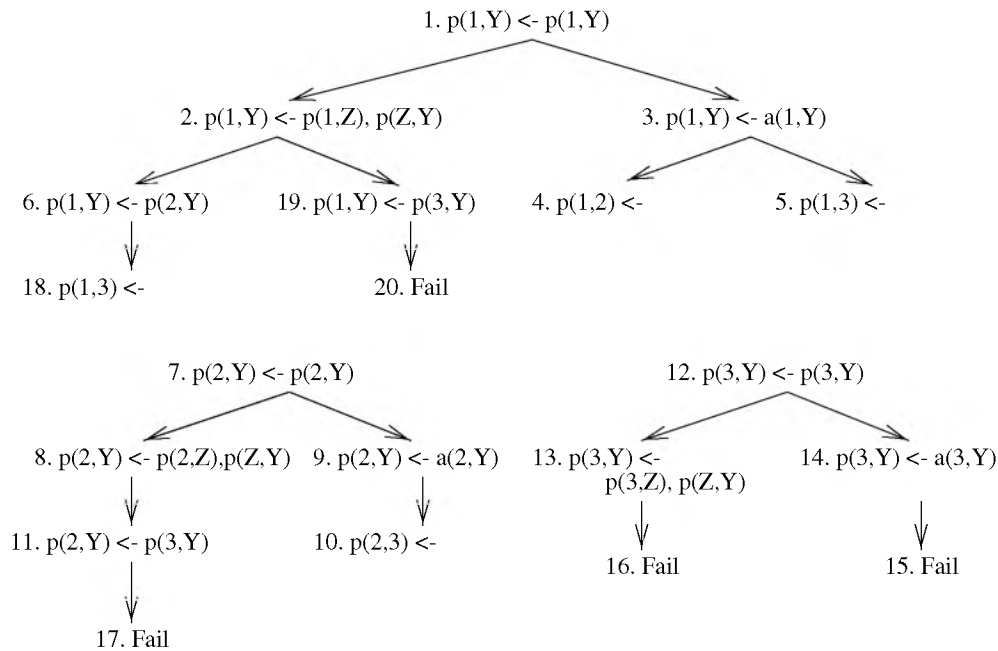 1. p(1,Y) <- p(1,Y)
2. p(1,Y) <- p(1,Z), p(Z,Y)
3. p(1,Y) <- a(1,Y)
6. p(1,Y) <- p(2,Y)
19. p(1,Y) <- p(3,Y)
4. p(1,2) <-
5. p(1,3) <-
18. p(1,3) <-
20. Fail
7. p(2,Y) <- p(2,Y)
12. p(3,Y) <- p(3,Y)
8. p(2,Y) <- p(2,Z),p(Z,Y)
9. p(2,Y) <- a(2,Y)
13. p(3,Y) <-
p(3,Z), p(Z,Y)
14. p(3,Y) <- a(3,Y)
11. p(2,Y) <- p(3,Y)
10. p(2,3) <-
16. Fail
15. Fail
17. Fail